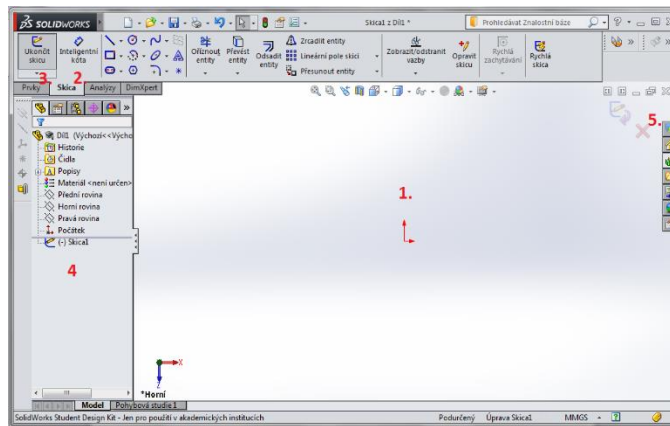 SOLIDWORKS
Skica1 z Díl1 *
Prohledávat Znalostní báze
Ukončit skicu
Inteligentní kóta
Oříznout entity
Převést entity
Odsadit entity
Zrcadlit entity
Lineární pole skici
Přesunout entity
Zobrazit/odstranit vazby
Opravit skicu
Rychlá zachytávání
Rychlá skica
3.
2.
Prvky
Skica
Analýzy
DimXpert
5.
Díl1 (Výchozí<<Výcho
Historie
Čidla
Popisy
Materiál <není určen>
Přední rovina
Horní rovina
Pravá rovina
Počátek
(-) Skica1
1.
4
X
Z
*Horní
Model
Pohybová studie 1
SolidWorks Student Design Kit - Jen pro použití v akademických institucích
Podurčený
Úprava Skica1
MMGS